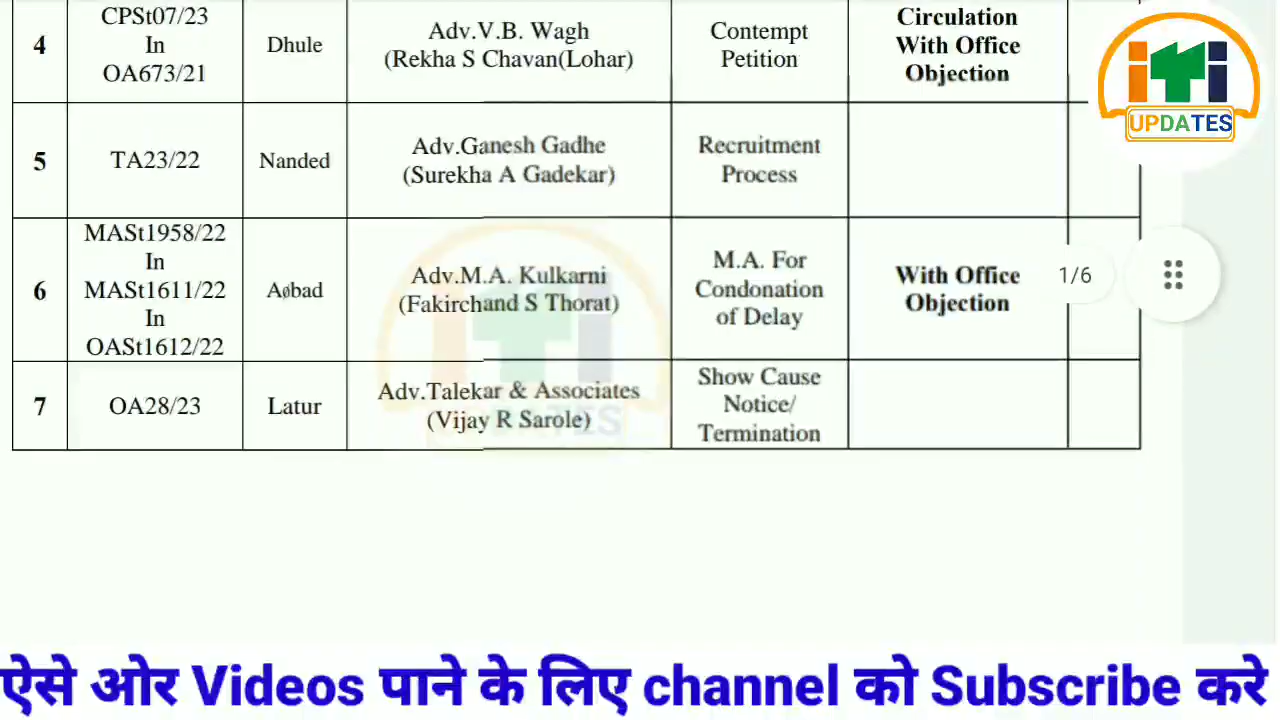 4
CPSt07/23
In
OA673/21
Dhule
Adv.V.B. Wagh
(Rekha S Chavan(Lohar)
Contempt
Petition
Circulation
With Office
Objection
iTi
UPDATES
5
TA23/22
Nanded
Adv.Ganesh Gadhe
(Surekha A Gadekar)
Recruitment
Process
6
MASt1958/22
In
MASt1611/22
In
OASt1612/22
A∅bad
Adv.M.A. Kulkarni
(Fakirchand S Thorat)
M.A. For
Condonation
of Delay
With Office
Objection
1/6
7
OA28/23
Latur
Adv.Talekar & Associates
(Vijay R Sarole)
Show Cause
Notice/
Termination
ऐसे ओर Videos पाने के लिए channel को Subscribe करे